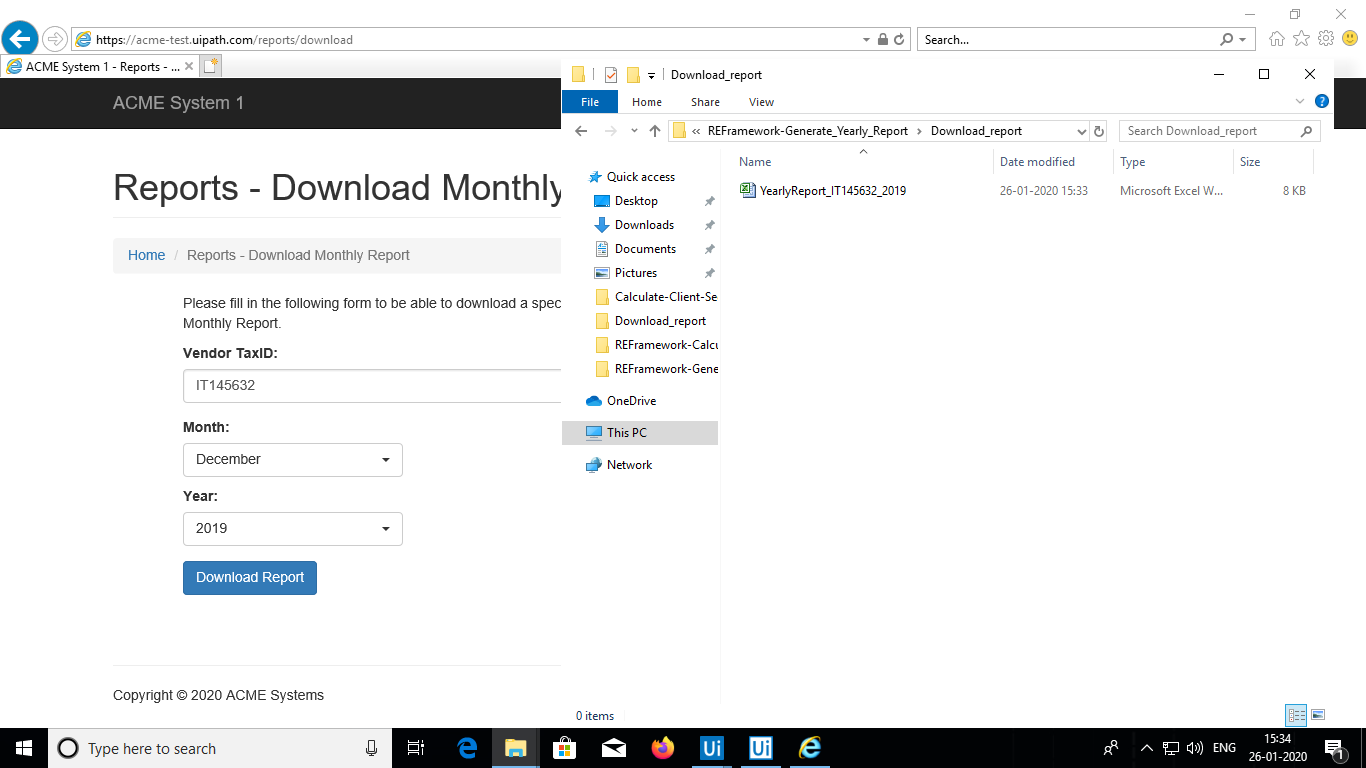 https://acme-test.uipath.com/reports/download
Search...
ACME System 1 - Reports - ...
ACME System 1
Reports - Download Monthly
Home / Reports - Download Monthly Report
Please fill in the following form to be able to download a spec
Monthly Report.
Vendor TaxID:
IT145632
Month:
December
Year:
2019
Download Report
Copyright © 2020 ACME Systems
Download_report
File Home Share View
« REFramework-Generate_Yearly_Report › Download_report
Search Download_report
Name Date modified Type Size
YearlyReport_IT145632_2019 26-01-2020 15:33 Microsoft Excel W... 8 KB
Quick access
Desktop
Downloads
Documents
Pictures
Calculate-Client-Se
Download_report
REFramework-Calcu
REFramework-Gene
OneDrive
This PC
Network
0 items
Type here to search
Ui
Ui
ENG
15:34
26-01-2020
1